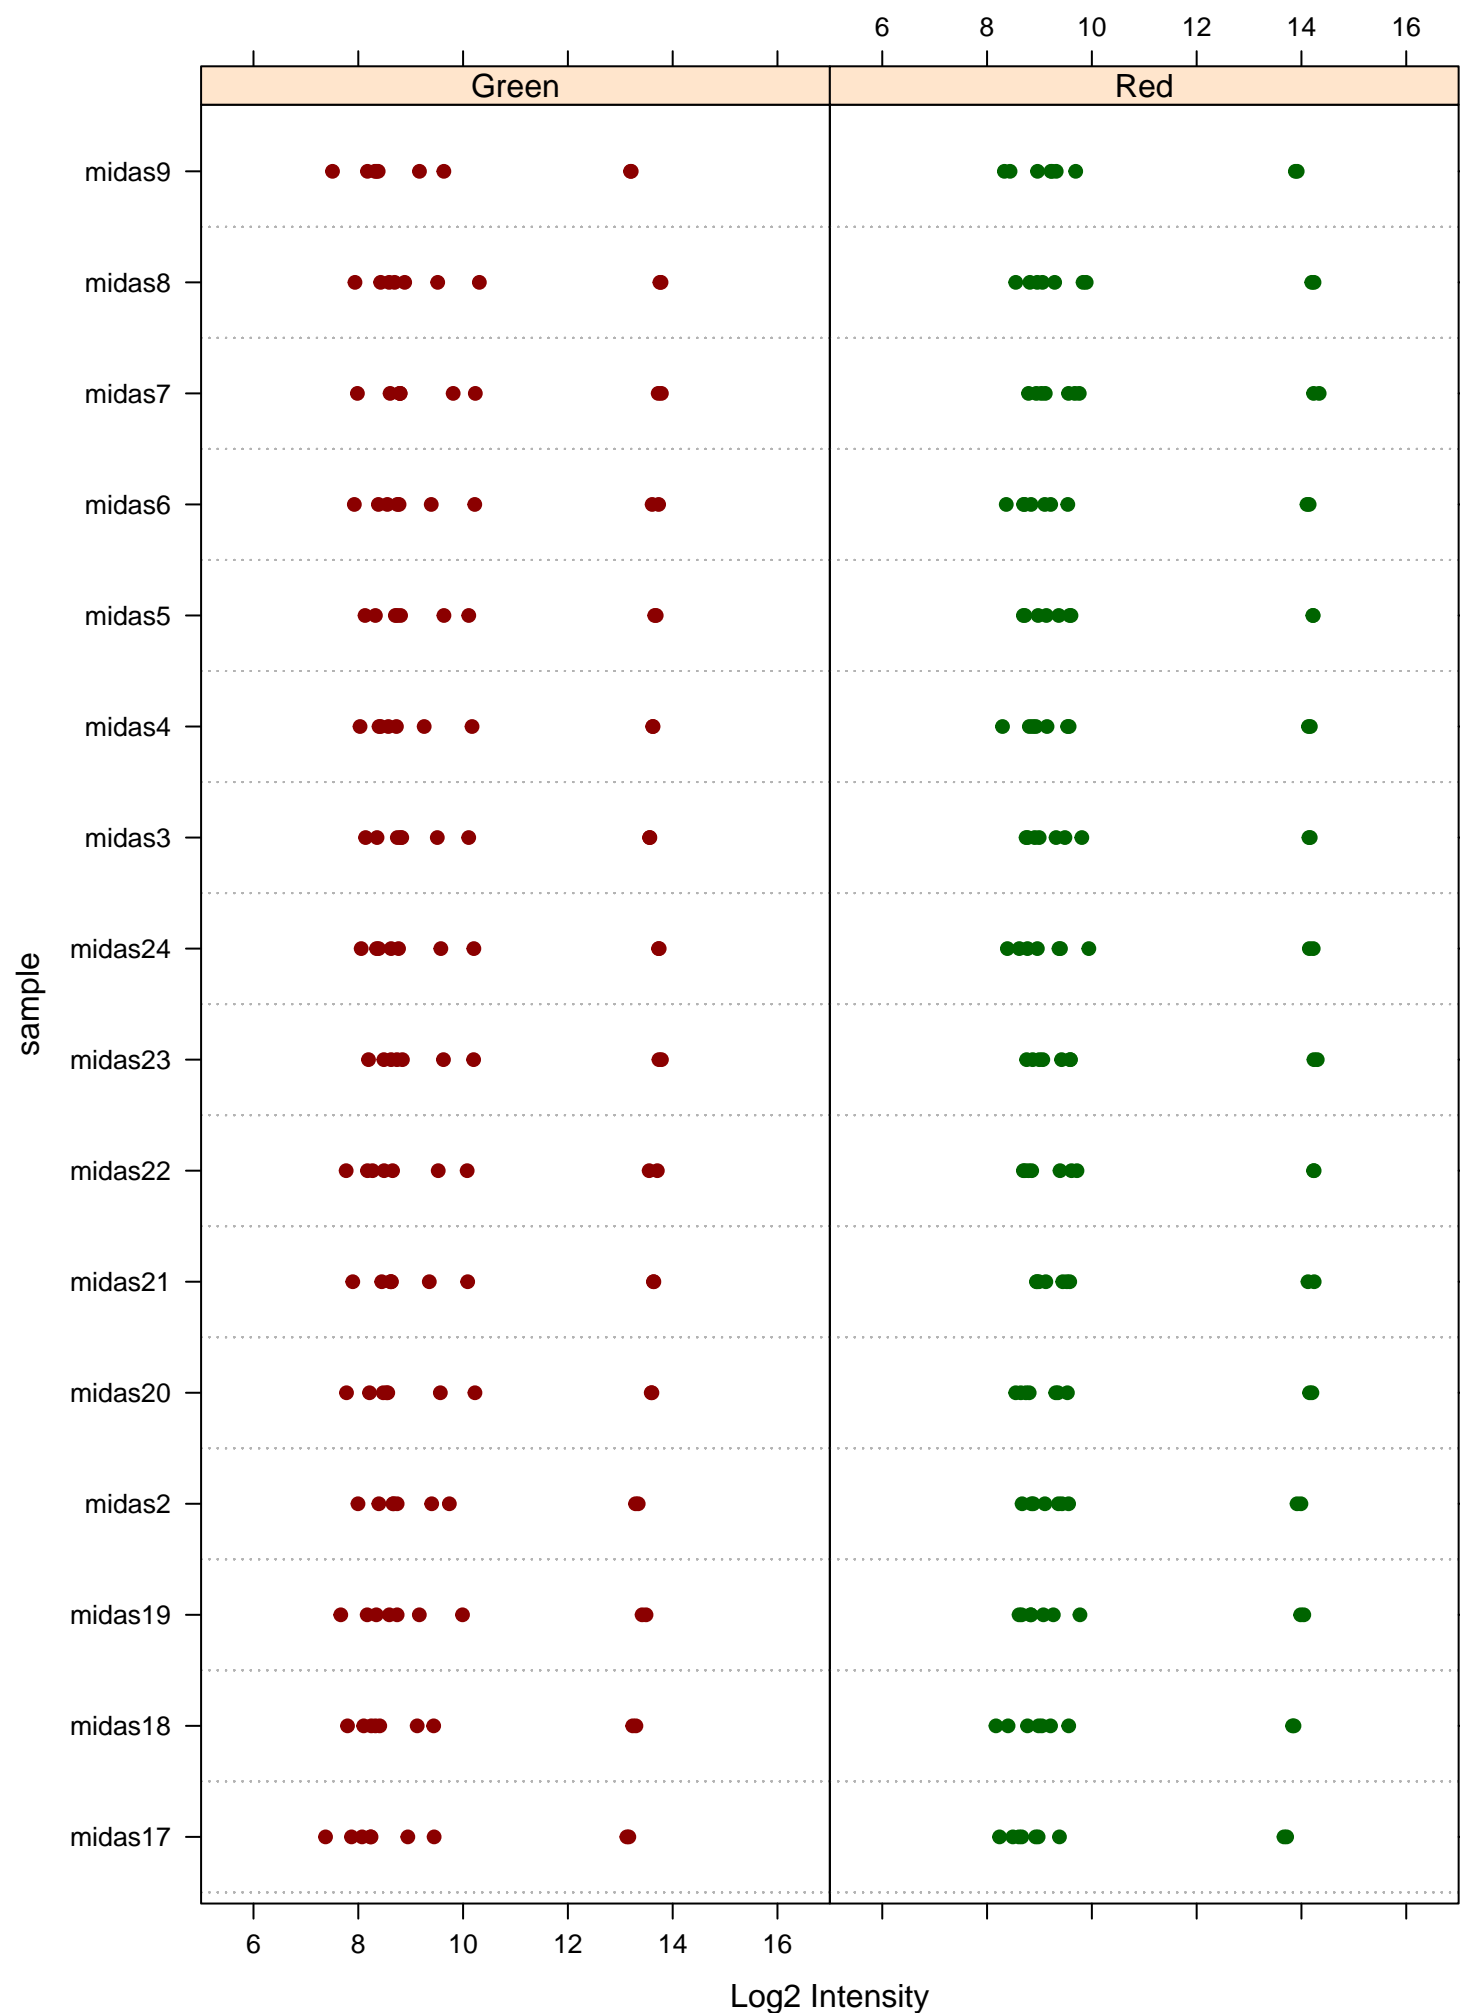 6 8 10 12 14 16
Green Red
midas9
midas8
midas7
midas6
midas5
midas4
midas3
midas24
midas23
midas22
midas21
midas20
midas2
midas19
midas18
midas17
sample
6 8 10 12 14 16
Log2 Intensity